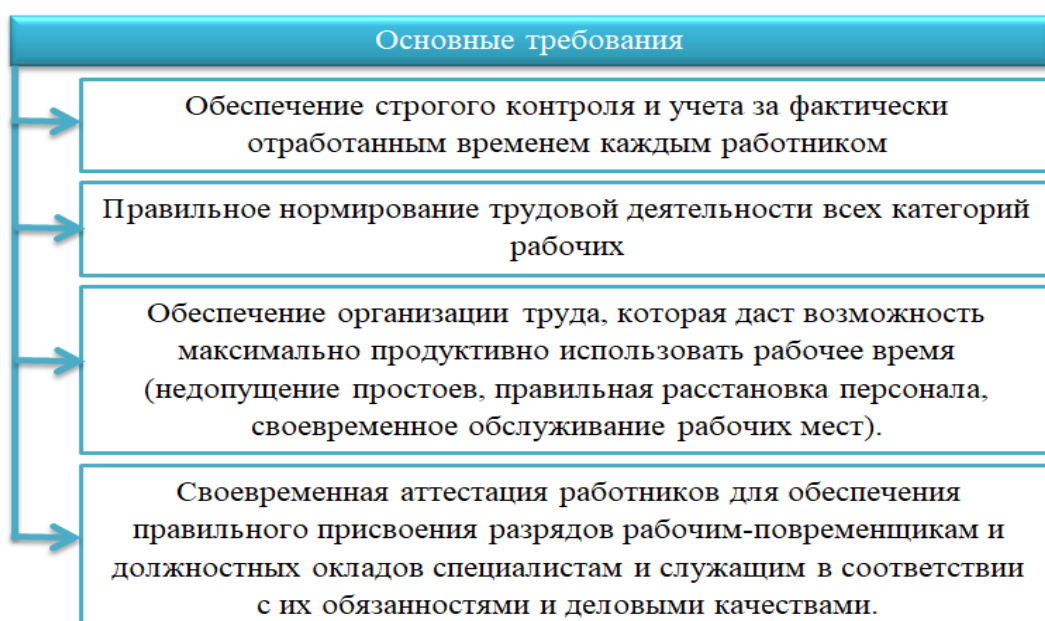 Основные требования
Обеспечение строгого контроля и учета за фактически
отработанным временем каждым работником
Правильное нормирование трудовой деятельности всех категорий
рабочих
Обеспечение организации труда, которая даст возможность
максимально продуктивно использовать рабочее время
(недопущение простоев, правильная расстановка персонала,
своевременное обслуживание рабочих мест).
Своевременная аттестация работников для обеспечения
правильного присвоения разрядов рабочим-повременщикам и
должностных окладов специалистам и служащим в соответствии
с их обязанностями и деловыми качествами.